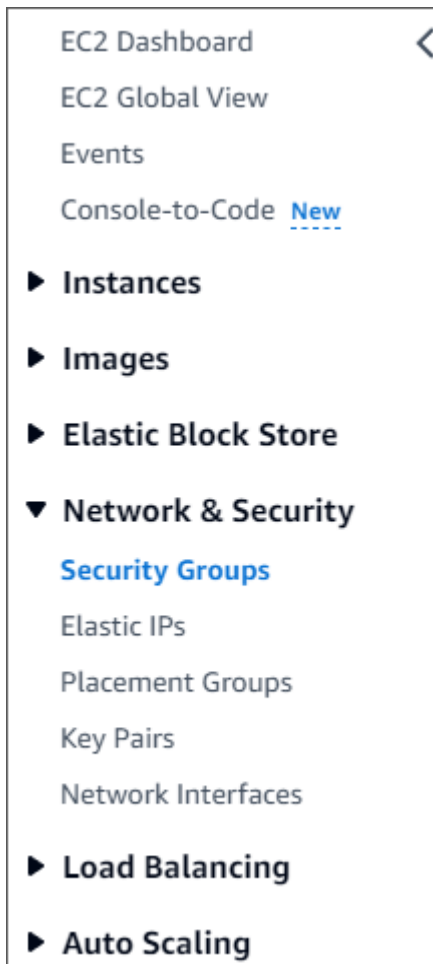 EC2 Dashboard
EC2 Global View
Events
Console-to-Code New
Instances
Images
Elastic Block Store
Network & Security
Security Groups
Elastic IPs
Placement Groups
Key Pairs
Network Interfaces
Load Balancing
Auto Scaling